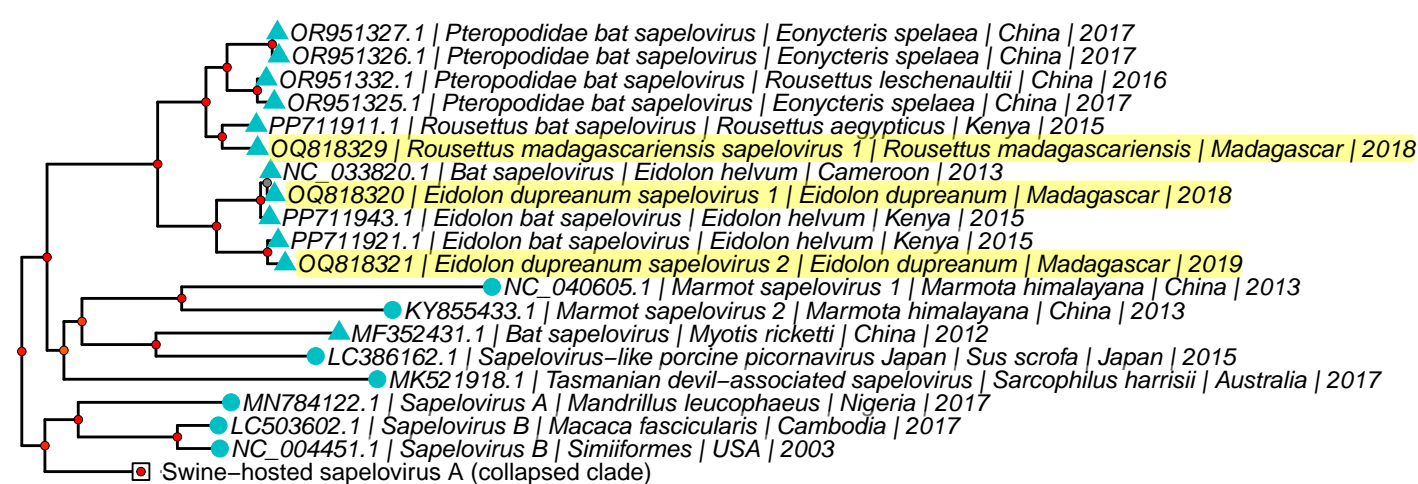 OR951327.1 | Pteropodidae bat sapelovirus | Eonycteris spelaea | China | 2017
OR951326.1 | Pteropodidae bat sapelovirus | Eonycteris spelaea | China | 2017
OR951332.1 | Pteropodidae bat sapelovirus | Rousettus leschenaultii | China | 2016
OR951325.1 | Pteropodidae bat sapelovirus | Eonycteris spelaea | China | 2017
PP711911.1 | Rousettus bat sapelovirus | Rousettus aegypticus | Kenya | 2015
OQ818329 | Rousettus madagascariensis sapelovirus 1 | Rousettus madagascariensis | Madagascar | 2018
NC_033820.1 | Bat sapelovirus | Eidolon helvum | Cameroon | 2013
OQ818320 | Eidolon dupreanum sapelovirus 1 | Eidolon dupreanum | Madagascar | 2018
PP711943.1 | Eidolon bat sapelovirus | Eidolon helvum | Kenya | 2015
PP711921.1 | Eidolon bat sapelovirus | Eidolon helvum | Kenya | 2015
OQ818321 | Eidolon dupreanum sapelovirus 2 | Eidolon dupreanum | Madagascar | 2019
NC_040605.1 | Marmot sapelovirus 1 | Marmota himalayana | China | 2013
KY855433.1 | Marmot sapelovirus 2 | Marmota himalayana | China | 2013
MF352431.1 | Bat sapelovirus | Myotis ricketti | China | 2012
LC386162.1 | Sapelovirus−like porcine picornavirus Japan | Sus scrofa | Japan | 2015
MK521918.1 | Tasmanian devil−associated sapelovirus | Sarcophilus harrisii | Australia | 2017
MN784122.1 | Sapelovirus A | Mandrillus leucophaeus | Nigeria | 2017
LC503602.1 | Sapelovirus B | Macaca fascicularis | Cambodia | 2017
NC_004451.1 | Sapelovirus B | Simiiformes | USA | 2003
Swine−hosted sapelovirus A (collapsed clade)